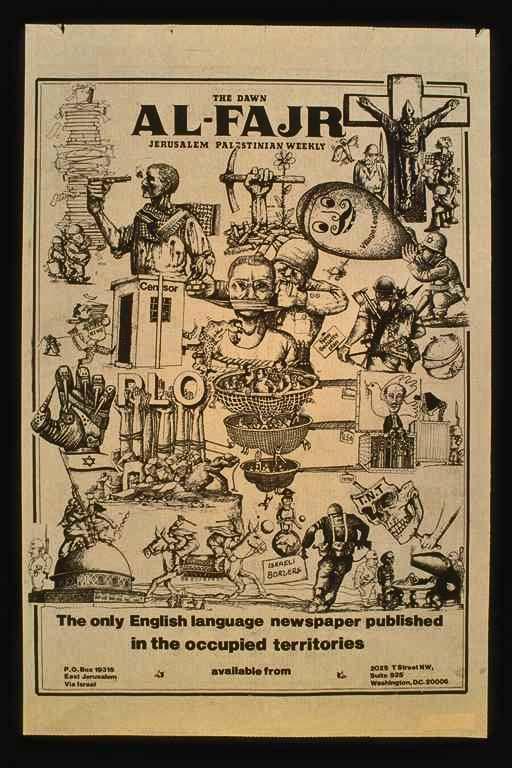 THE DAWN
AL-FAJR
JERUSALEM PALESTINIAN WEEKLY
Censor
PLO
ISRAELI
BORDERS
The only English language newspaper published
in the occupied territories
P.O. Box 19315
East Jerusalem
Via Israel
available from
2025 I Street NW,
Suite 925
Washington, D.C. 20006